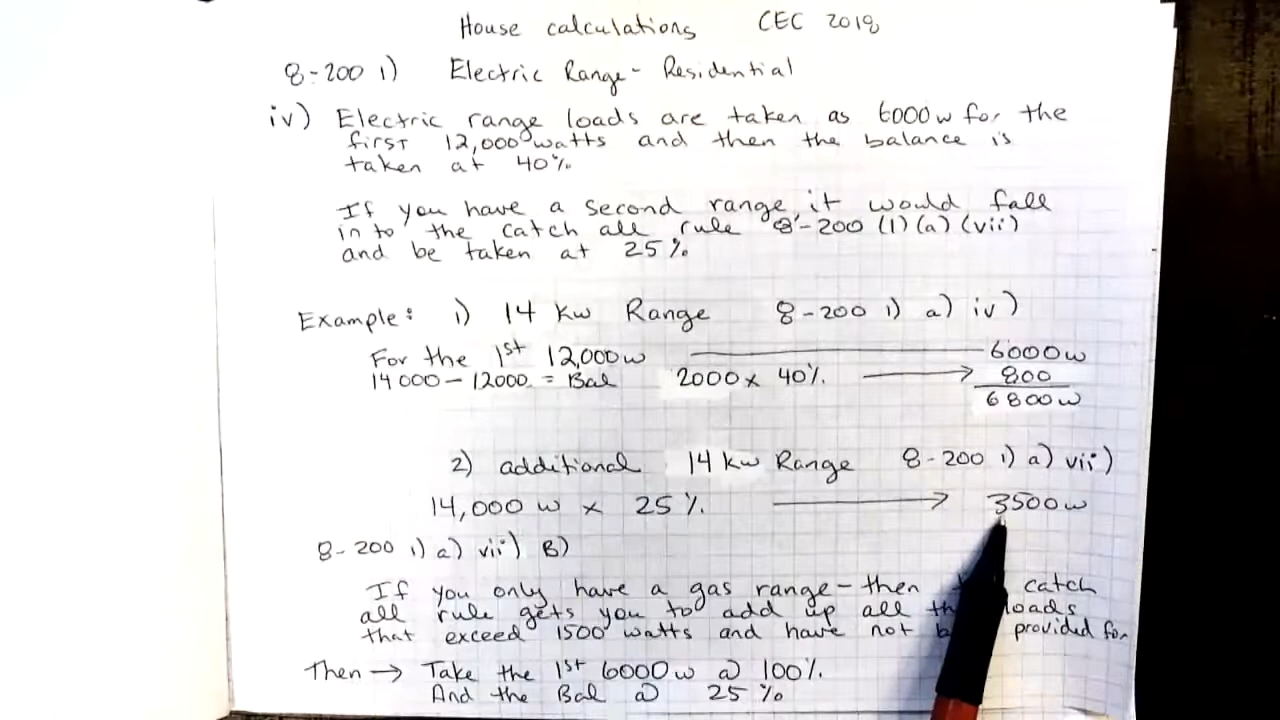 House calculations CEC 2018
8-200 1) Electric Range - Residential
iv) Electric range loads are taken as 6000w for the
first 12,000 watts and then the balance is
taken at 40%
If you have a second range, it would fall
in to the catch all rule 8-200 (1)(a)(vii)
and be taken at 25%
Example: 1) 14 kw Range 8-200 1) a) iv)
For the 1st 12,000w 6000w
14000 - 12000 = Bal 2000 x 40% → 800
6800w
2) additional 14 kw Range 8-200 1) a) vii)
14,000 w x 25% → 3500w
8-200 1) a) vii) B)
If you only have a gas range - then catch
all rule gets you to add up all loads
that exceed 1500 watts and have not provided for
Then → Take the 1st 6000w @ 100%.
And the Bal @ 25%